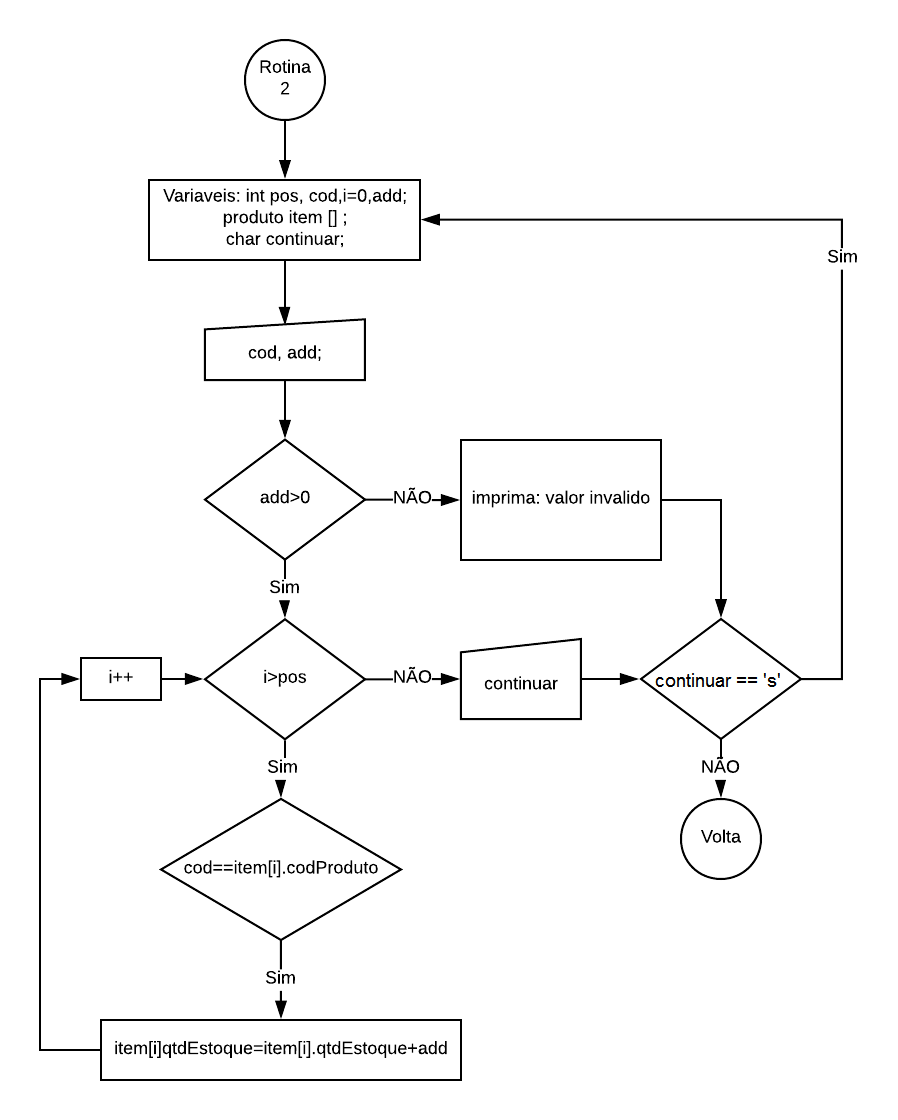 Rotina
2
Variaveis: int pos, cod,i=0,add;
produto item [] ;
char continuar;
Sim
cod, add;
add>0
NÃO
imprima: valor invalido
Sim
i++
i>pos
NÃO
continuar
continuar == 's'
Sim
NÃO
Volta
cod==item[i].codProduto
Sim
item[i]qtdEstoque=item[i].qtdEstoque+add